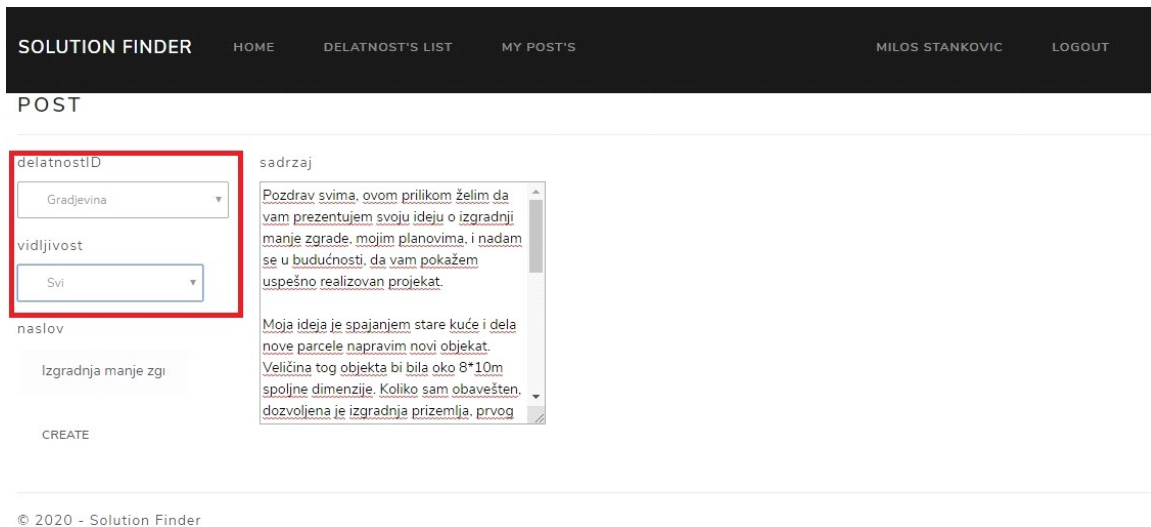 SOLUTION FINDER HOME DELATNOST'S LIST MY POST'S MILOS STANKOVIC LOGOUT
POST
delatnostID
Gradjevina
vidljivost
Svi
naslov
Izgradnja manje zgi
CREATE
sadrzaj
Pozdrav svima, ovom prilikom želim da
vam prezentujem svoju ideju o izgradnji
manje zgrade, mojim planovima, i nadam
se u budućnosti, da vam pokažem
uspešno realizovan projekat.
Moja ideja je spajanjem stare kuće i dela
nove parcele napravim novi objekat.
Veličina tog objekta bi bila oko 8*10m
spoljne dimenzije. Koliko sam obavešten,
dozvoljena je izgradnja prizemlja, prvog
© 2020 - Solution Finder